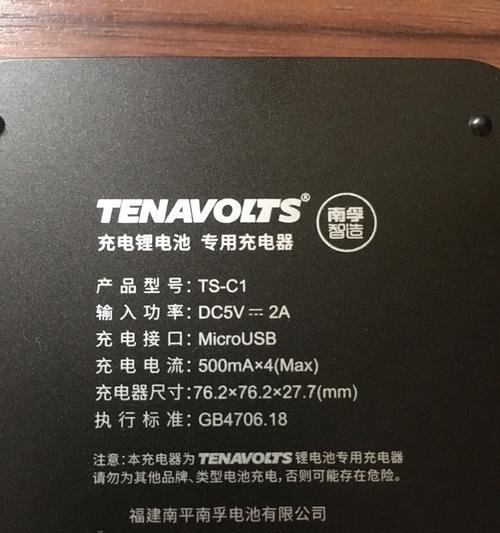 TENAVOLTS®
南孚
智造
充电锂电池 专用充电器
产品型号：TS-C1
输入功率：DC5V⎓2A
充电接口：MicroUSB
充电电流：500mA×4(Max)
充电器尺寸：76.2×76.2×27.7(mm)
执行标准：GB4706.18
注意：本充电器为TENAVOLTS锂电池专用充电器
请勿为其他品牌、类型电池充电，否则可能存在危险。
福建南平南孚电池有限公司